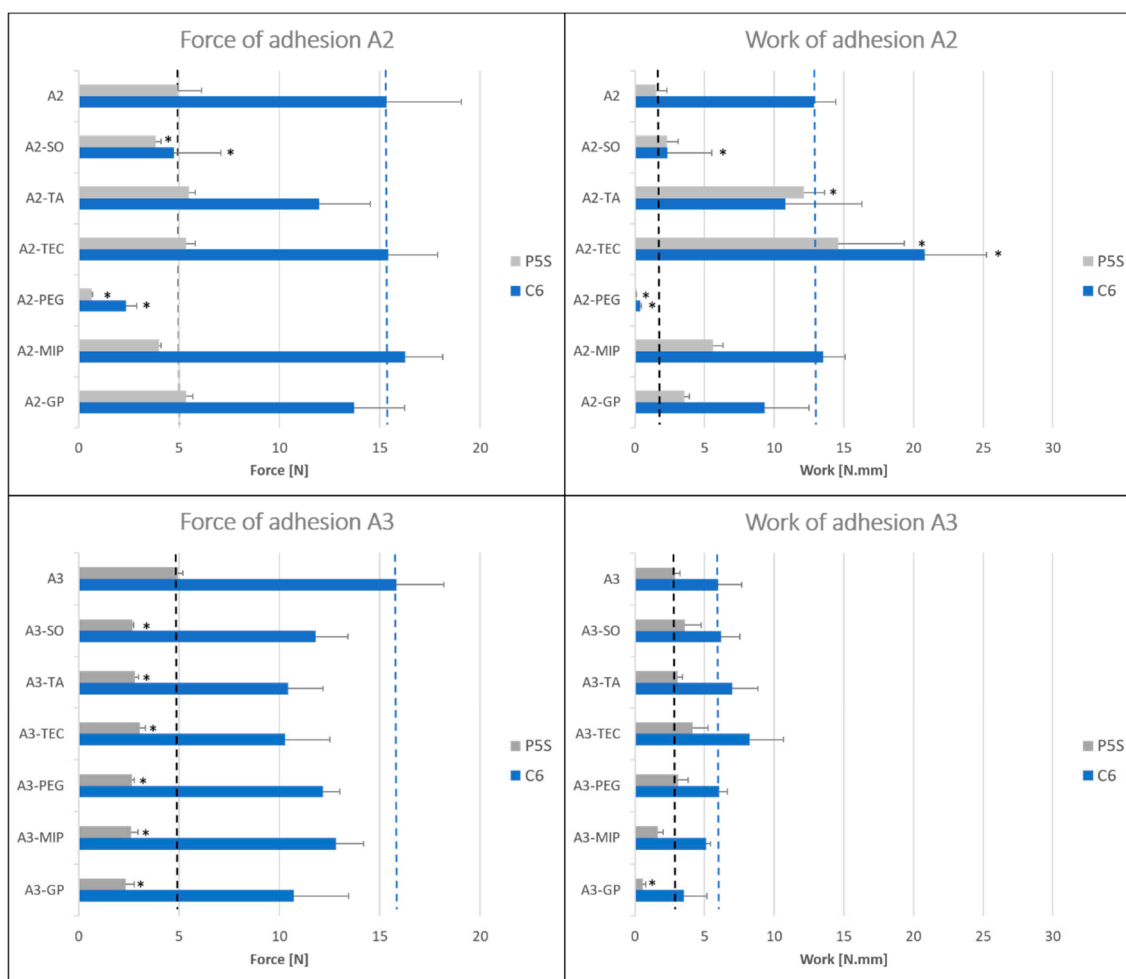 Force of adhesion A2
A2
*
A2-SO
*
A2-TA
A2-TEC
P5S
C6
*
A2-PEG
*
A2-MIP
A2-GP
0 5 10 15 20
Force [N]
Work of adhesion A2
A2
A2-SO
*
*
A2-TA
A2-TEC
*
*
P5S
C6
*
A2-PEG
*
A2-MIP
A2-GP
0 5 10 15 20 25 30
Work [N.mm]
Force of adhesion A3
A3
A3-SO
*
A3-TA
*
A3-TEC
*
P5S
C6
A3-PEG
*
A3-MIP
*
A3-GP
*
0 5 10 15 20
Force [N]
Work of adhesion A3
A3
A3-SO
A3-TA
A3-TEC
P5S
C6
A3-PEG
A3-MIP
A3-GP
*
0 5 10 15 20 25 30
Work [N.mm]